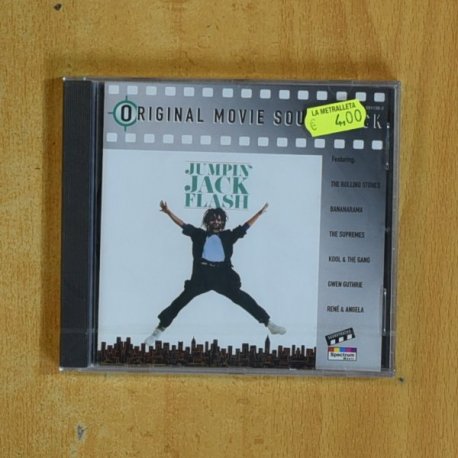 ORIGINAL MOVIE SOU CK
LA METRALLETA
€ 4,00
JUMPIN'
JACK
FLASH
Featuring:
THE ROLLING STONES
BANANARAMA
THE SUPREMES
KOOL & THE GANG
GWEN GUTHRIE
RENÉ & ANGELA
Spectrum